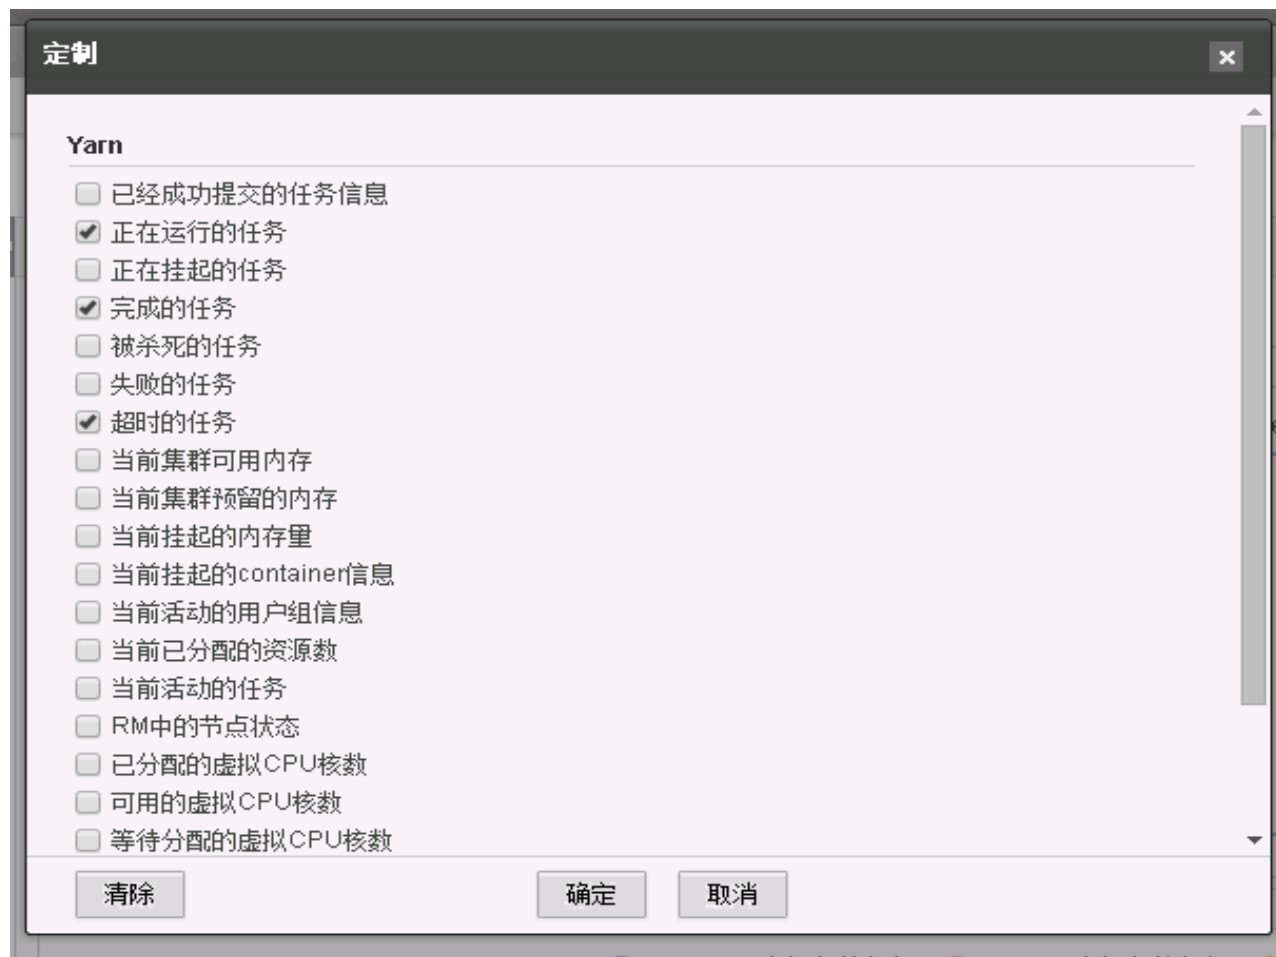 定制
Yarn
已经成功提交的任务信息
正在运行的任务
正在挂起的任务
完成的任务
被杀死的任务
失败的任务
超时的任务
当前集群可用内存
当前集群预留的内存
当前挂起的内存量
当前挂起的container信息
当前活动的用户组信息
当前已分配的资源数
当前活动的任务
RM中的节点状态
已分配的虚拟CPU核数
可用的虚拟CPU核数
等待分配的虚拟CPU核数
清除
确定
取消